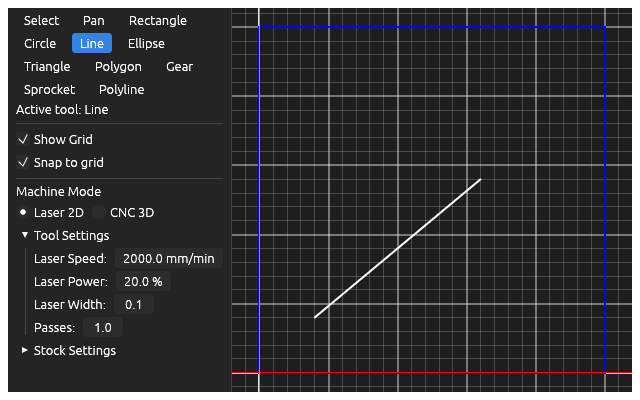 Select Pan Rectangle
Circle Line Ellipse
Triangle Polygon Gear
Sprocket Polyline
Active tool: Line
Show Grid
Snap to grid
Machine Mode
Laser 2D CNC 3D
Tool Settings
Laser Speed: 2000.0 mm/min
Laser Power: 20.0 %
Laser Width: 0.1
Passes: 1.0
Stock Settings